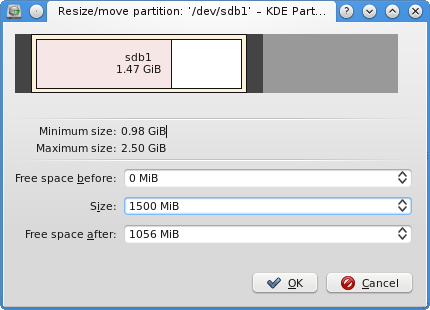 Resize/move partition: '/dev/sdb1' – KDE Part...
sdb1
1.47 GiB
Minimum size: 0.98 GiB
Maximum size: 2.50 GiB
Free space before: 0 MiB
Size: 1500 MiB
Free space after: 1056 MiB
OK Cancel